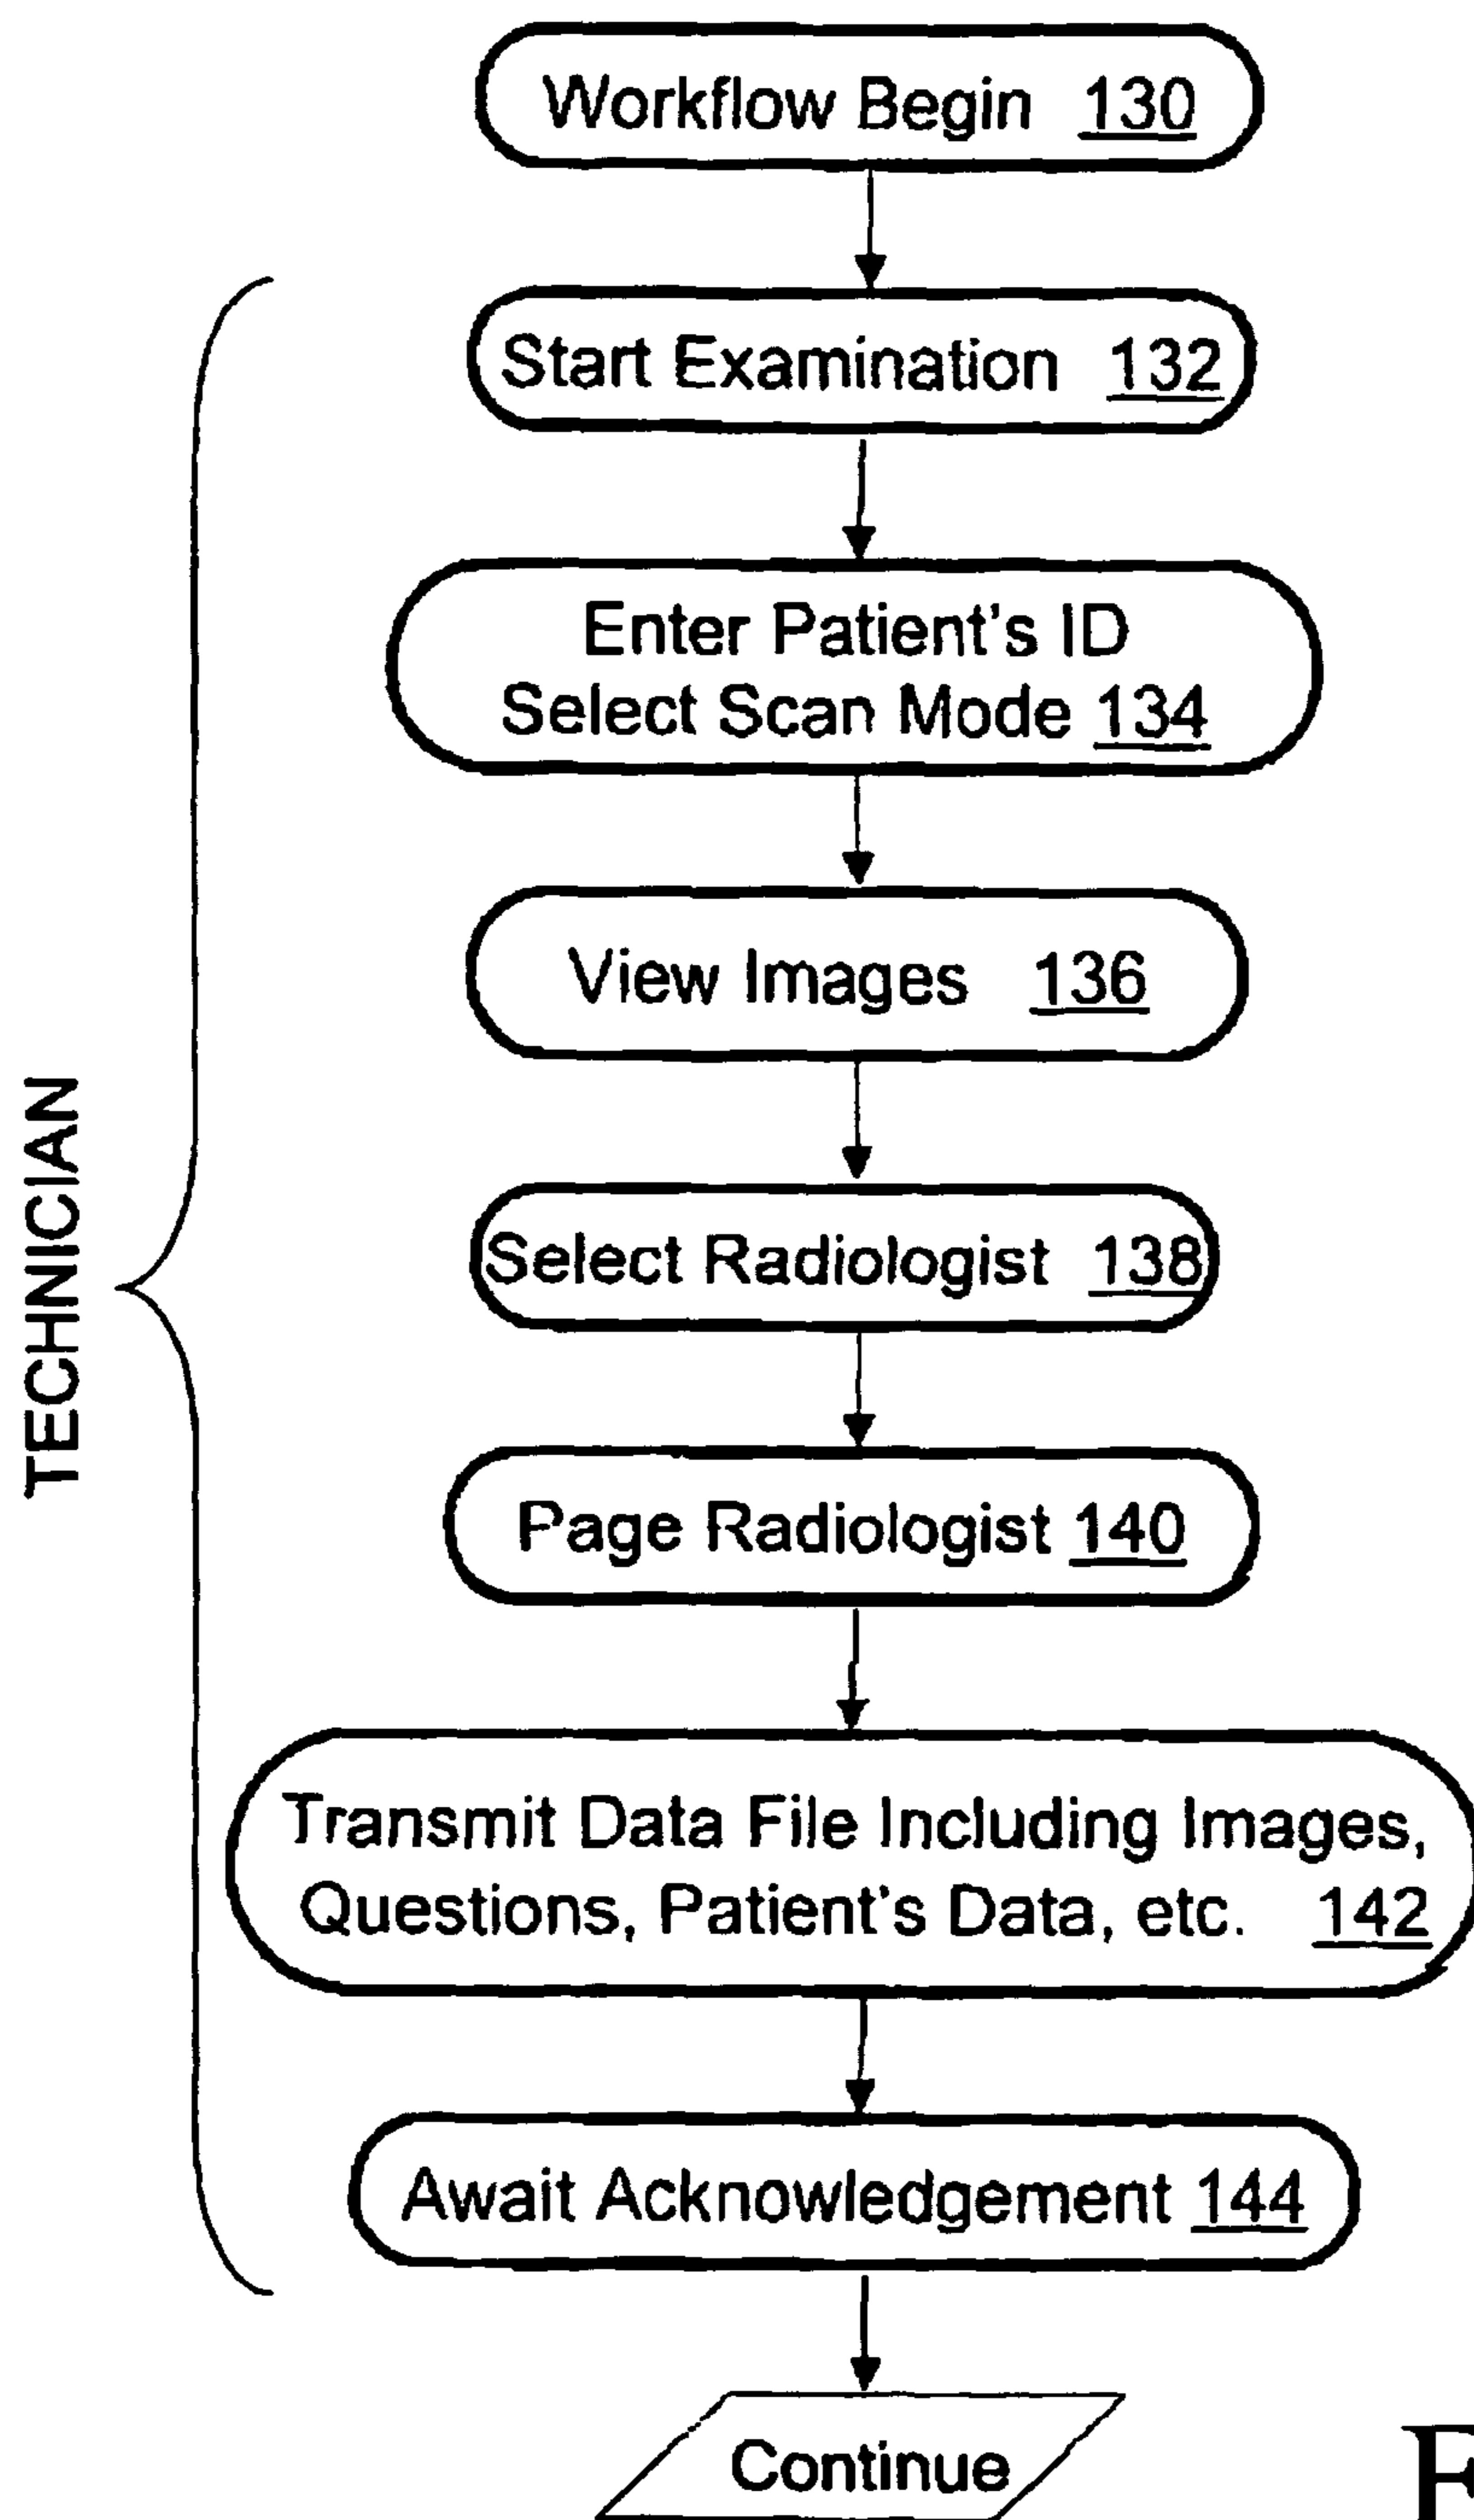 Workflow Begin 130
Start Examination 132
Enter Patient's ID
Select Scan Mode 134
View Images 136
Select Radiologist 138
TECHNICIAN
Page Radiologist 140
Transmit Data File Including Images,
Questions, Patient's Data, etc. 142
Await Acknowledgement 144
Continue